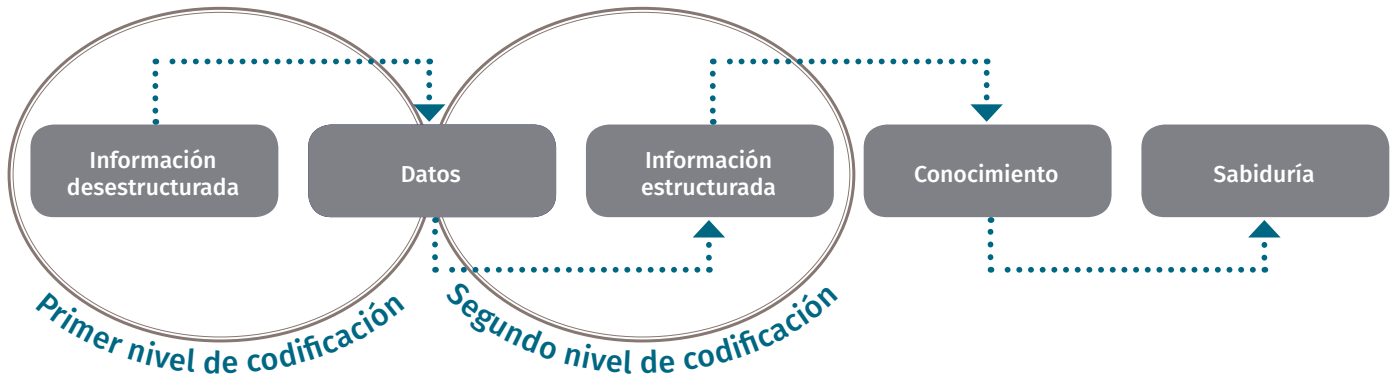 Información
desestructurada
Datos
Información
estructurada
Conocimiento
Sabiduría
Primer nivel de codificación
Segundo nivel de codificación